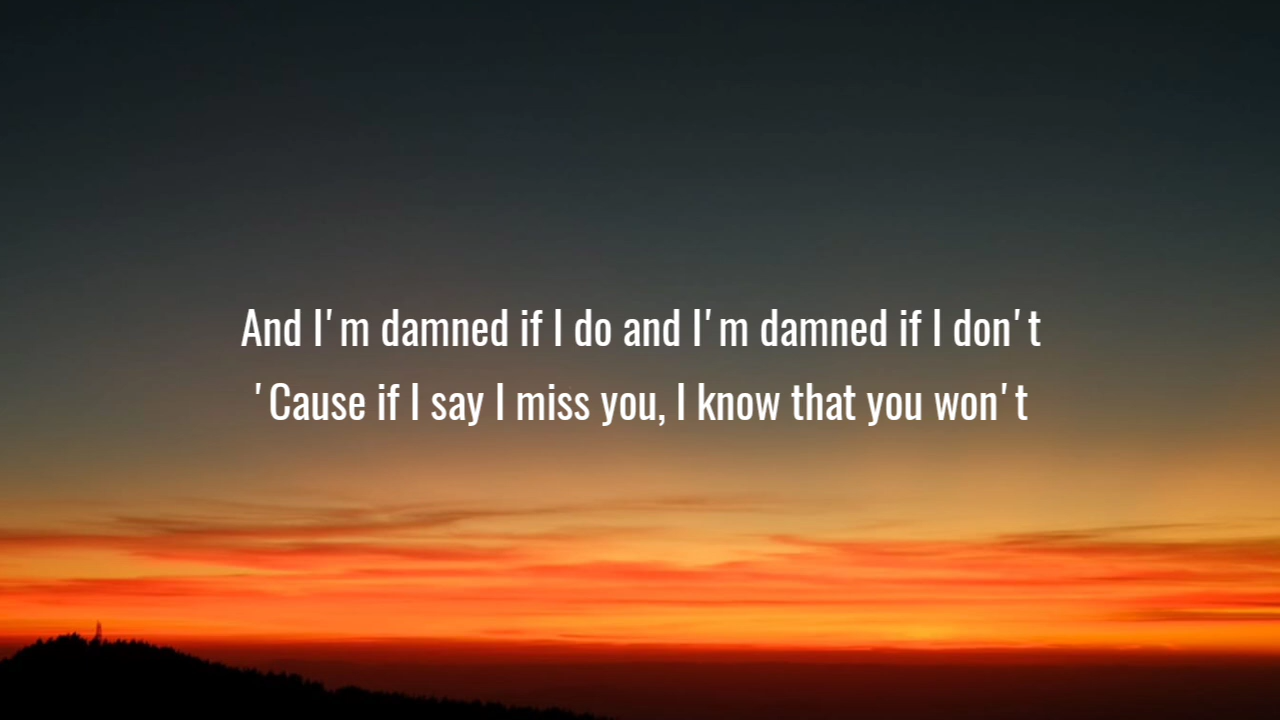 And I'm damned if I do and I'm damned if I don't
'Cause if I say I miss you, I know that you won't